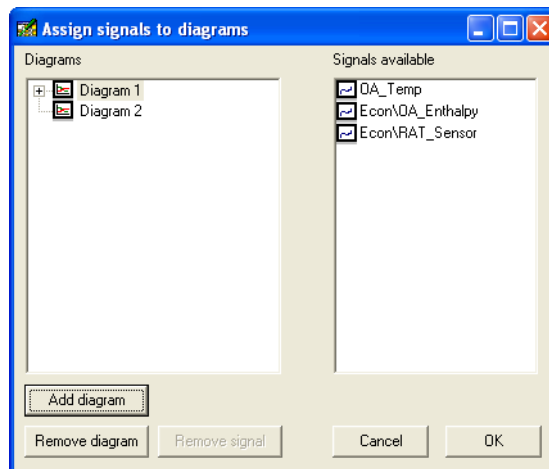 Assign signals to diagrams
Diagrams
Signals available
Diagram 1
Diagram 2
OA_Temp
Econ\OA_Enthalpy
Econ\RAT_Sensor
Add diagram
Remove diagram
Remove signal
Cancel
OK